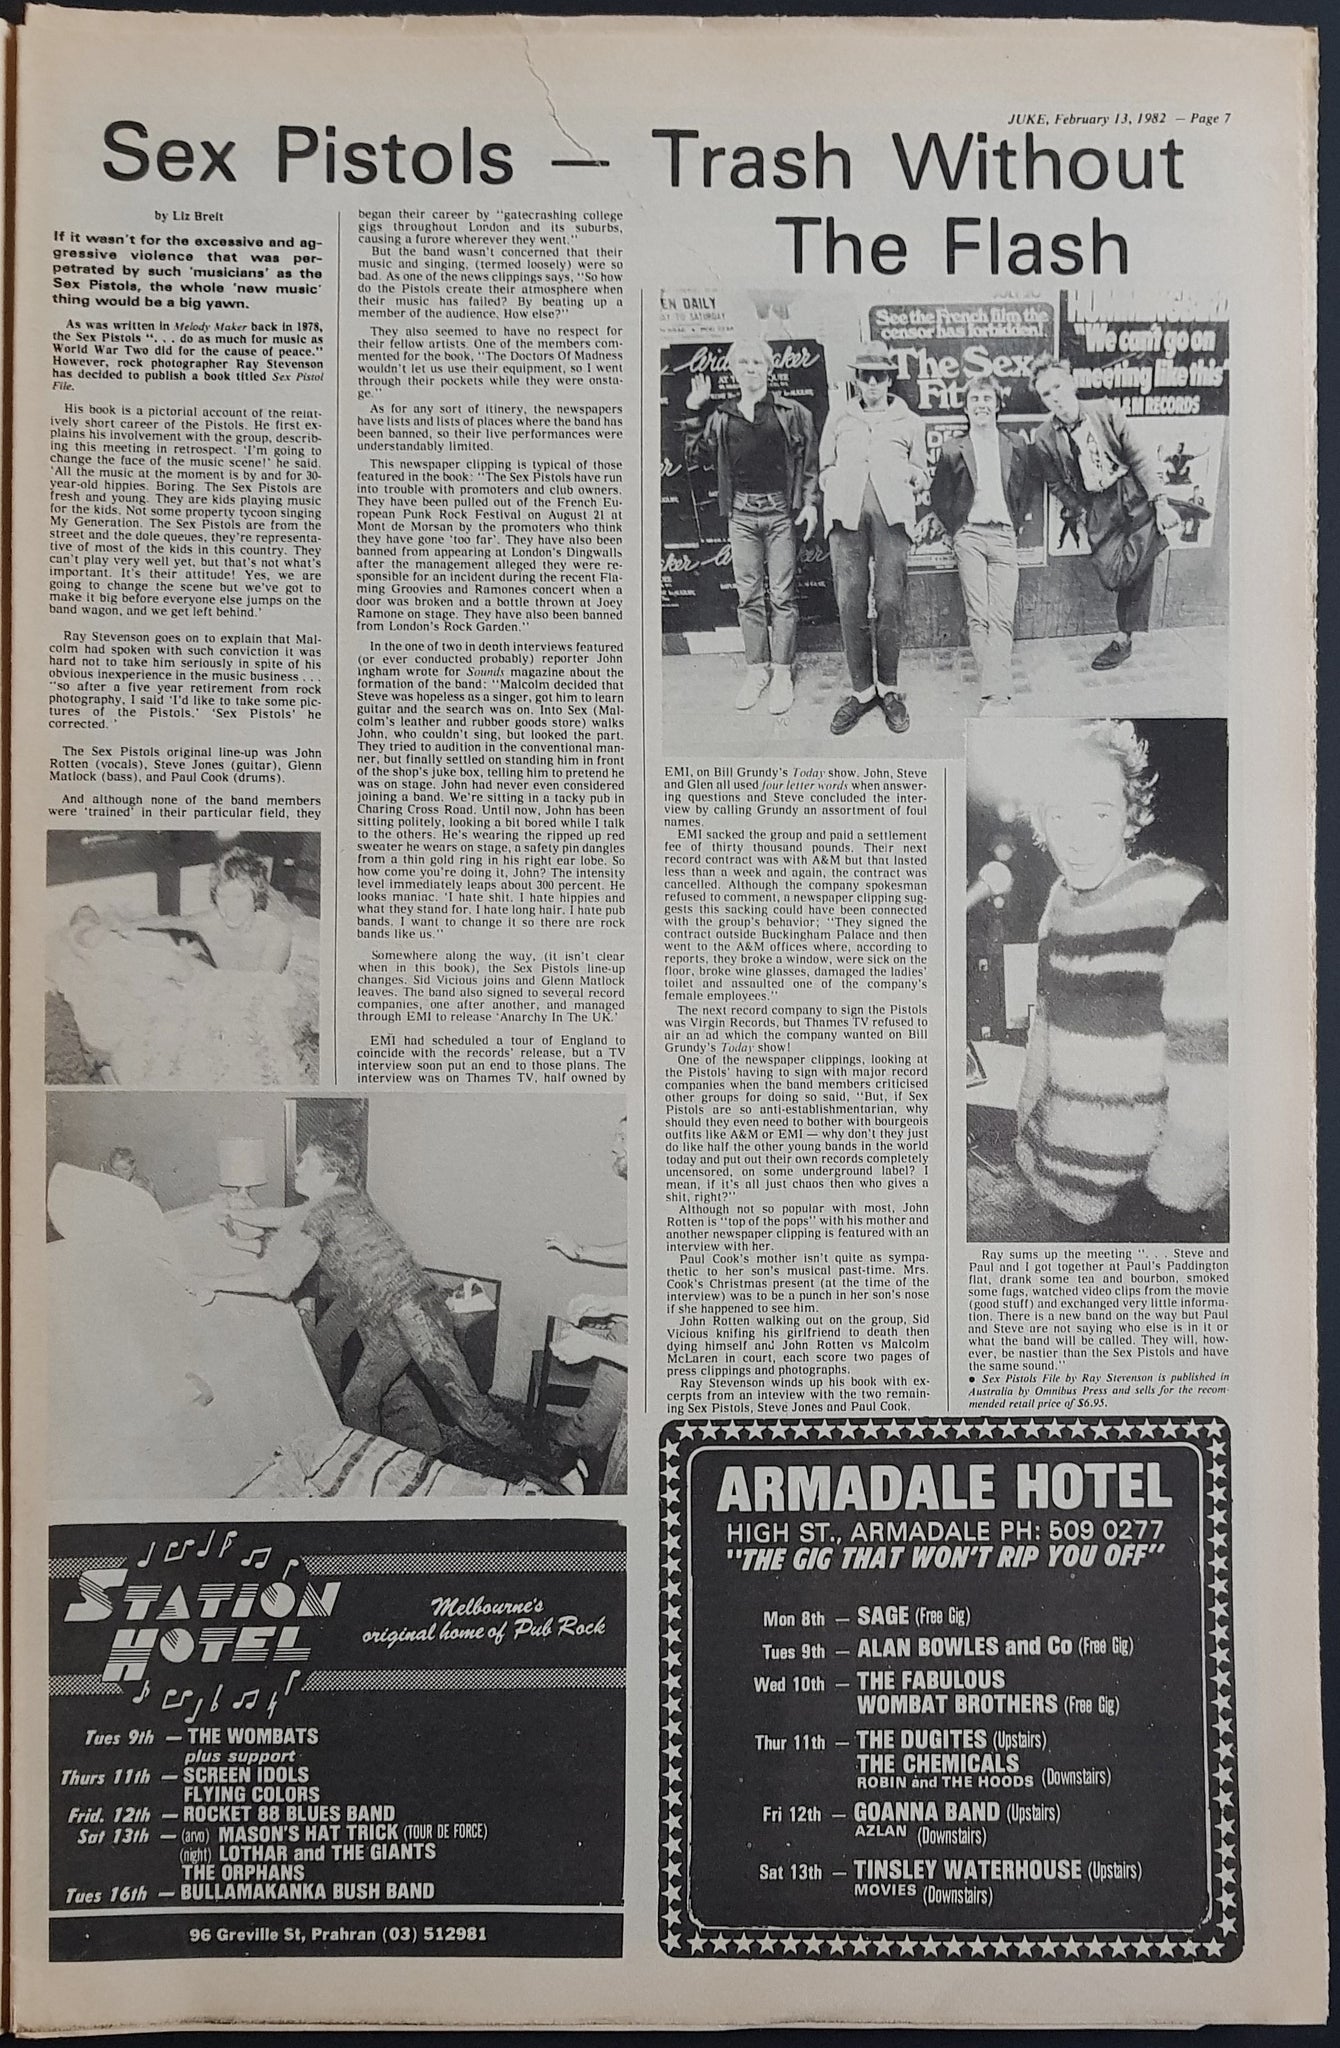 JUKE, February 13, 1982 — Page 7
Sex Pistols — Trash Without
The Flash
by Liz Breit
If it wasn't for the excessive and ag-
gressive violence that was per-
petrated by such 'musicians' as the
Sex Pistols, the whole 'new music'
thing would be a big yawn.
As was written in Melody Maker back in 1978,
the Sex Pistols ". . . do as much for music as
World War Two did for the cause of peace."
However, rock photographer Ray Stevenson
has decided to publish a book titled Sex Pistol
File.
His book is a pictorial account of the relat-
ively short career of the Pistols. He first ex-
plains his involvement with the group, describ-
ing this meeting in retrospect. 'I'm going to
change the face of the music scene!' he said.
'All the music at the moment is by and for 30-
year-old hippies. Boring. The Sex Pistols are
fresh and young. They are kids playing music
for the kids. Not some property tycoon singing
My Generation. The Sex Pistols are from the
street and the dole queues, they're representa-
tive of most of the kids in this country. They
can't play very well yet, but that's not what's
important. It's their attitude! Yes, we are
going to change the scene but we've got to
make it big before everyone else jumps on the
band wagon, and we get left behind.'
Ray Stevenson goes on to explain that Mal-
colm had spoken with such conviction it was
hard not to take him seriously in spite of his
obvious inexperience in the music business . . .
"so after a five year retirement from rock
photography, I said 'I'd like to take some pic-
tures of the Pistols.' 'Sex Pistols' he
corrected. '
The Sex Pistols original line-up was John
Rotten (vocals), Steve Jones (guitar), Glenn
Matlock (bass), and Paul Cook (drums).
And although none of the band members
were 'trained' in their particular field, they
began their career by "gatecrashing college
gigs throughout London and its suburbs,
causing a furore wherever they went."
But the band wasn't concerned that their
music and singing, (termed loosely) were so
bad. As one of the news clippings says, "So how
do the Pistols create their atmosphere when
their music has failed? By beating up a
member of the audience. How else?"
They also seemed to have no respect for
their fellow artists. One of the members com-
mented for the book, "The Doctors Of Madness
wouldn't let us use their equipment, so I went
through their pockets while they were onsta-
ge."
As for any sort of itinery, the newspapers
have lists and lists of places where the band has
been banned, so their live performances were
understandably limited.
This newspaper clipping is typical of those
featured in the book: "The Sex Pistols have run
into trouble with promoters and club owners.
They have been pulled out of the French Eu-
ropean Punk Rock Festival on August 21 at
Mont de Morsan by the promoters who think
they have gone 'too far'. They have also been
banned from appearing at London's Dingwalls
after the management alleged they were re-
sponsible for an incident during the recent Fla-
ming Groovies and Ramones concert when a
door was broken and a bottle thrown at Joey
Ramone on stage. They have also been banned
from London's Rock Garden."
In the one of two in depth interviews featured
(or ever conducted probably) reporter John
Ingham wrote for Sounds magazine about the
formation of the band: "Malcolm decided that
Steve was hopeless as a singer, got him to learn
guitar and the search was on. Into Sex (Mal-
colm's leather and rubber goods store) walks
John, who couldn't sing, but looked the part.
They tried to audition in the conventional man-
ner, but finally settled on standing him in front
of the shop's juke box, telling him to pretend he
was on stage. John had never even considered
joining a band. We're sitting in a tacky pub in
Charing Cross Road. Until now, John has been
sitting politely, looking a bit bored while I talk
to the others. He's wearing the ripped up red
sweater he wears on stage, a safety pin dangles
from a thin gold ring in his right ear lobe. So
how come you're doing it, John? The intensity
level immediately leaps about 300 percent. He
looks maniac. 'I hate shit. I hate hippies and
what they stand for. I hate long hair. I hate pub
bands. I want to change it so there are rock
bands like us."
Somewhere along the way, (it isn't clear
when in this book), the Sex Pistols line-up
changes. Sid Vicious joins and Glenn Matlock
leaves. The band also signed to several record
companies, one after another, and managed
through EMI to release 'Anarchy In The UK.'
EMI had scheduled a tour of England to
coincide with the records' release, but a TV
interview soon put an end to those plans. The
interview was on Thames TV, half owned by
EN DAILY
AY TO SATURDAY
See the French film the
censor has forbidden!
The Sex
"We can't go on
meeting like this"
A&M RECORDS
EMI, on Bill Grundy's Today show. John, Steve
and Glen all used four letter words when answer-
ing questions and Steve concluded the inter-
view by calling Grundy an assortment of foul
names.
EMI sacked the group and paid a settlement
fee of thirty thousand pounds. Their next
record contract was with A&M but that lasted
less than a week and again, the contract was
cancelled. Although the company spokesman
refused to comment, a newspaper clipping sug-
gests this sacking could have been connected
with the group's behavior; "They signed the
contract outside Buckingham Palace and then
went to the A&M offices where, according to
reports, they broke a window, were sick on the
floor, broke wine glasses, damaged the ladies'
toilet and assaulted one of the company's
female employees."
The next record company to sign the Pistols
was Virgin Records, but Thames TV refused to
air an ad which the company wanted on Bill
Grundy's Today show!
One of the newspaper clippings, looking at
the Pistols' having to sign with major record
companies when the band members criticised
other groups for doing so said, "But, if Sex
Pistols are so anti-establishmentarian, why
should they even need to bother with bourgeois
outfits like A&M or EMI — why don't they just
do like half the other young bands in the world
today and put out their own records completely
uncensored, on some underground label? I
mean, if it's all just chaos then who gives a
shit, right?"
Although not so popular with most, John
Rotten is "top of the pops" with his mother and
another newspaper clipping is featured with an
interview with her.
Paul Cook's mother isn't quite as sympa-
thetic to her son's musical past-time. Mrs.
Cook's Christmas present (at the time of the
interview) was to be a punch in her son's nose
if she happened to see him.
John Rotten walking out on the group, Sid
Vicious knifing his girlfriend to death then
dying himself and John Rotten vs Malcolm
McLaren in court, each score two pages of
press clippings and photographs.
Ray Stevenson winds up his book with ex-
cerpts from an inteview with the two remain-
ing Sex Pistols, Steve Jones and Paul Cook.
Ray sums up the meeting ". . . Steve and
Paul and I got together at Paul's Paddington
flat, drank some tea and bourbon, smoked
some fags, watched video clips from the movie
(good stuff) and exchanged very little informa-
tion. There is a new band on the way but Paul
and Steve are not saying who else is in it or
what the band will be called. They will, how-
ever, be nastier than the Sex Pistols and have
the same sound."
• Sex Pistols File by Ray Stevenson is published in
Australia by Omnibus Press and sells for the recom-
mended retail price of $6.95.
STATION
HOTEL
Melbourne's
original home of Pub Rock
Tues 9th — THE WOMBATS
plus support
Thurs 11th — SCREEN IDOLS
FLYING COLORS
Frid. 12th — ROCKET 88 BLUES BAND
Sat 13th — (arvo) MASON'S HAT TRICK (TOUR DE FORCE)
(night) LOTHAR and THE GIANTS
THE ORPHANS
Tues 16th — BULLAMAKANKA BUSH BAND
96 Greville St, Prahran (03) 512981
ARMADALE HOTEL
HIGH ST., ARMADALE PH: 509 0277
"THE GIG THAT WON'T RIP YOU OFF"
Mon 8th — SAGE (Free Gig)
Tues 9th — ALAN BOWLES and Co (Free Gig)
Wed 10th — THE FABULOUS
WOMBAT BROTHERS (Free Gig)
Thur 11th — THE DUGITES (Upstairs)
THE CHEMICALS
ROBIN and THE HOODS (Downstairs)
Fri 12th — GOANNA BAND (Upstairs)
AZLAN (Downstairs)
Sat 13th — TINSLEY WATERHOUSE (Upstairs)
MOVIES (Downstairs)